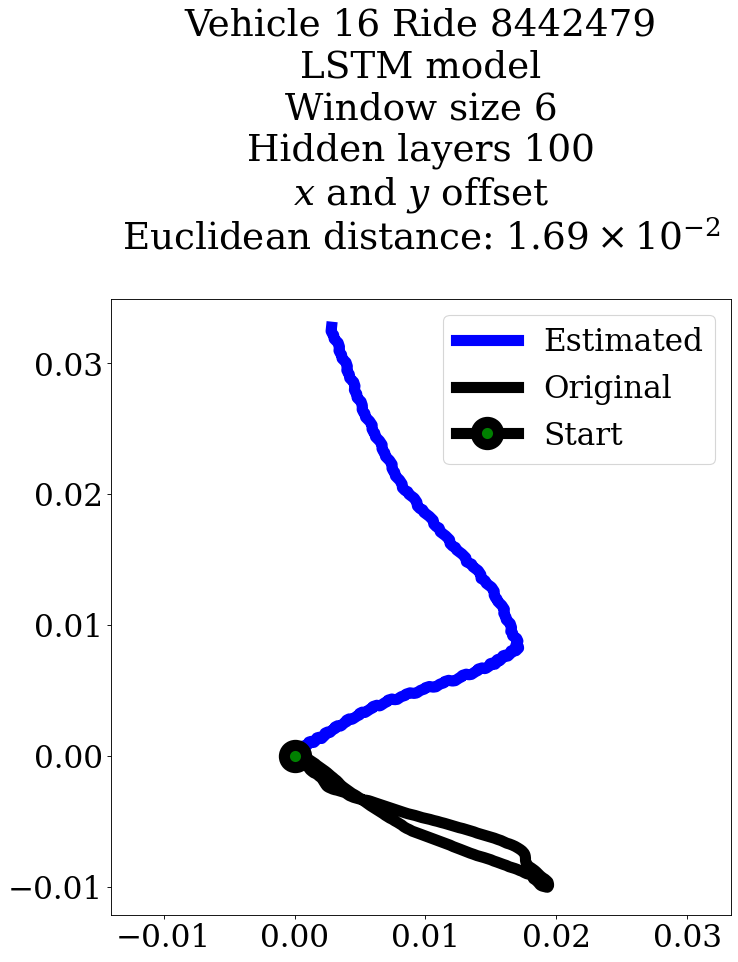 Vehicle 16 Ride 8442479
LSTM model
Window size 6
Hidden layers 100
x and y offset
Euclidean distance: 1.69 × 10⁻²
Estimated
Original
Start
0.03
0.02
0.01
0.00
−0.01
−0.01 0.00 0.01 0.02 0.03